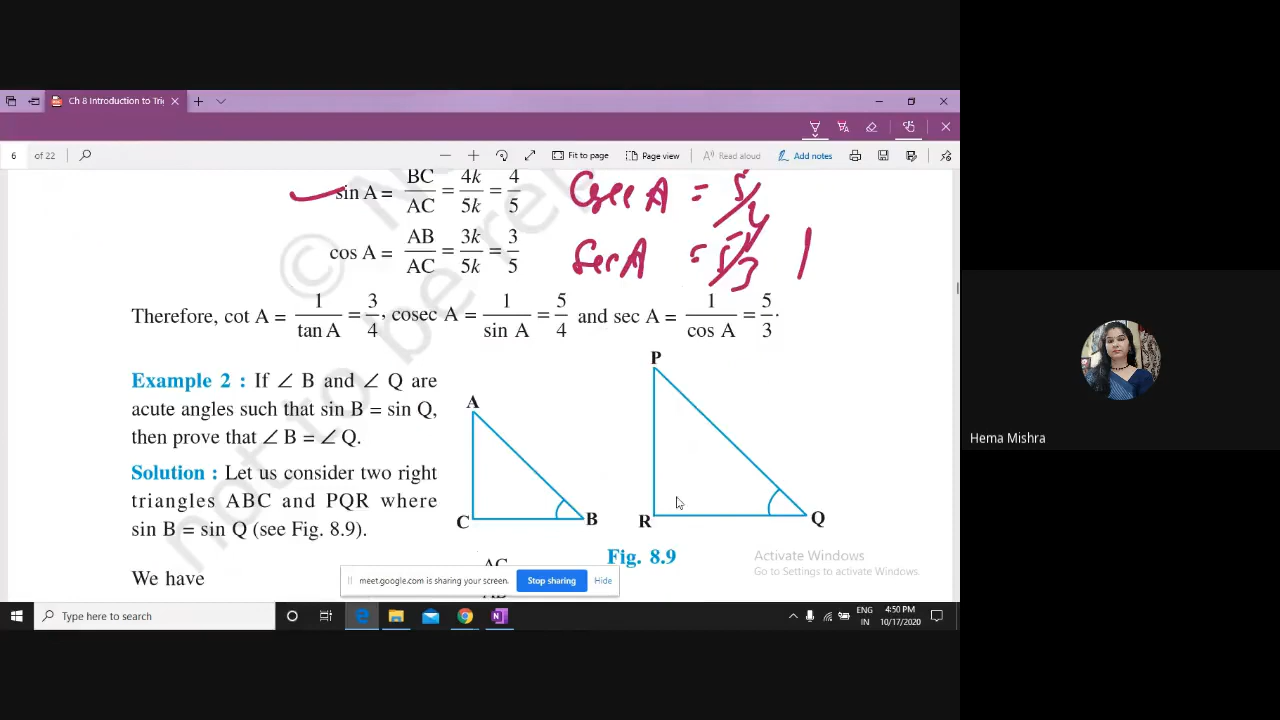 Ch 8 Introduction to Trig
6 of 22
Fit to page Page view Read aloud Add notes
sin A = BC/AC = 4k/5k = 4/5 Cosec A = 5/4
cos A = AB/AC = 3k/5k = 3/5 Sec A = 5/3
Therefore, cot A = 1/tan A = 3/4, cosec A = 1/sin A = 5/4 and sec A = 1/cos A = 5/3.
Example 2 : If ∠ B and ∠ Q are
acute angles such that sin B = sin Q,
then prove that ∠ B = ∠ Q.
Solution : Let us consider two right
triangles ABC and PQR where
sin B = sin Q (see Fig. 8.9).
We have
A
C
B
P
R
Q
Fig. 8.9
© N
not to be rep
Activate Windows
Go to Settings to activate Windows.
meet.google.com is sharing your screen. Stop sharing Hide
Type here to search
ENG
IN
4:50 PM
10/17/2020
Hema Mishra